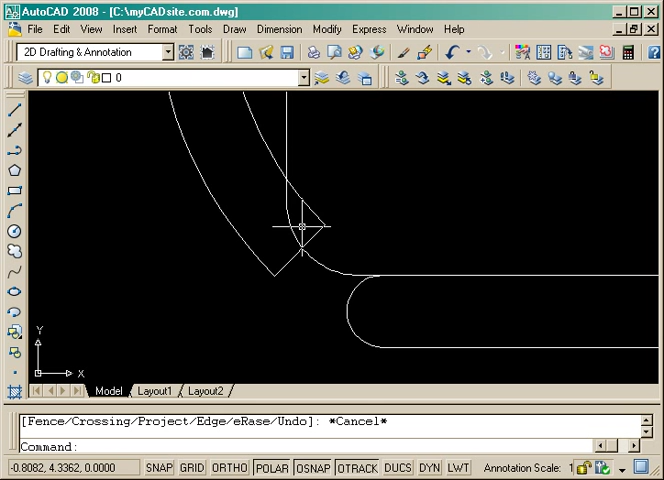 AutoCAD 2008 - [C:\myCADsite.com.dwg]
File Edit View Insert Format Tools Draw Dimension Modify Express Window Help
2D Drafting & Annotation
0
Y
X
Model Layout1 Layout2
[Fence/Crossing/Project/Edge/eRase/Undo]: *Cancel*
Command:
-0.8082, 4.3362, 0.0000 SNAP GRID ORTHO POLAR OSNAP OTRACK DUCS DYN LWT Annotation Scale: 1